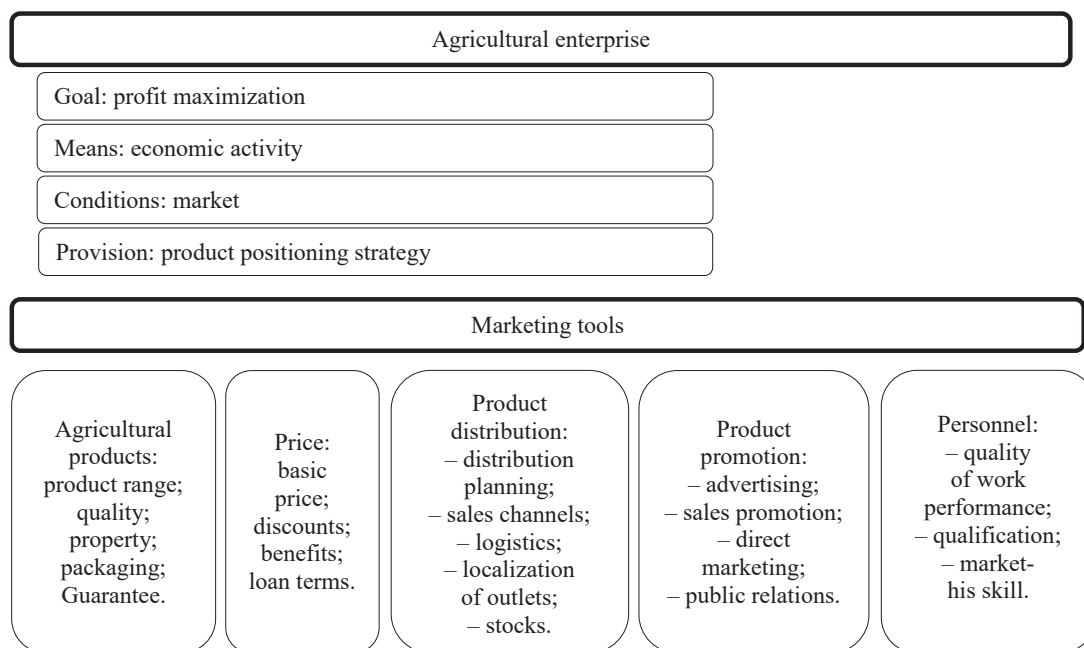 Agricultural enterprise
Goal: profit maximization
Means: economic activity
Conditions: market
Provision: product positioning strategy
Marketing tools
Agricultural
products:
product range;
quality;
property;
packaging;
Guarantee.
Price:
basic
price;
discounts;
benefits;
loan terms.
Product
distribution:
– distribution
planning;
– sales channels;
– logistics;
– localization
of outlets;
– stocks.
Product
promotion:
– advertising;
– sales promotion;
– direct
marketing;
– public relations.
Personnel:
– quality
of work
performance;
– qualification;
– market-
his skill.